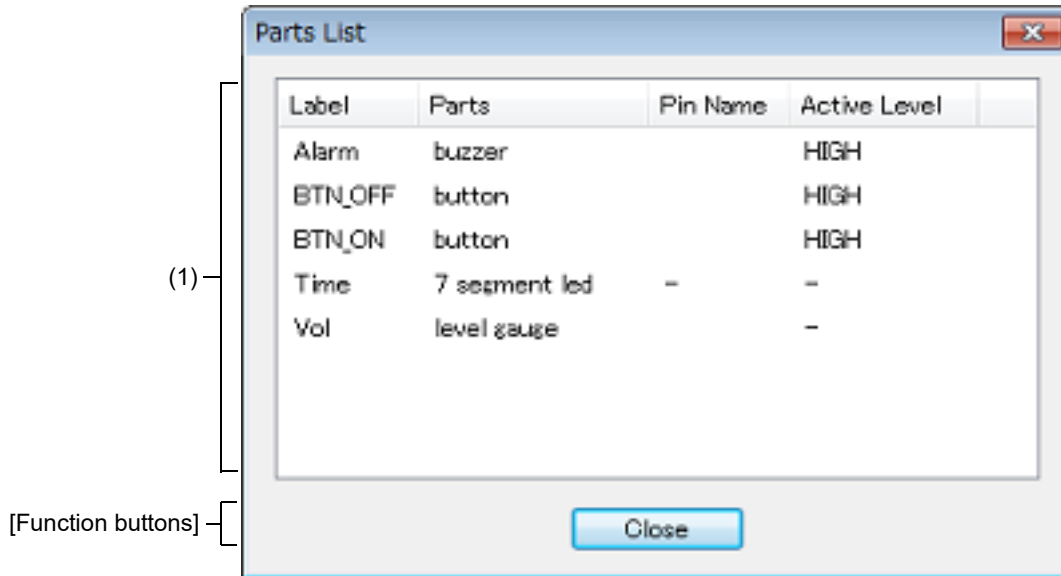 Parts List
Label Parts Pin Name Active Level
Alarm buzzer HIGH
BTN_OFF button HIGH
BTN_ON button HIGH
(1) Time 7 segment led - -
Vol level gauge -
[Function buttons] Close